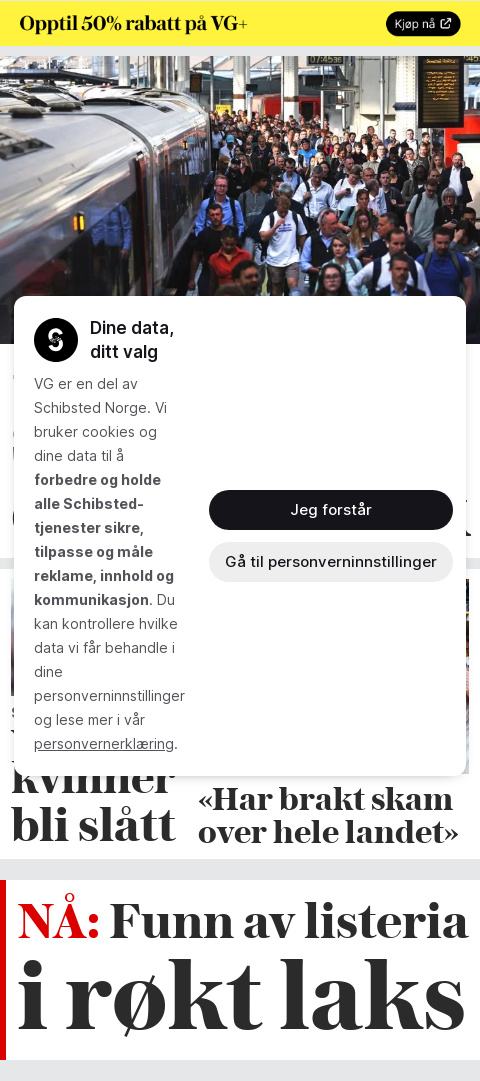 Opptil 50% rabatt på VG+
Kjøp nå
Dine data,
ditt valg
VG er en del av
Schibsted Norge. Vi
bruker cookies og
dine data til å
forbedre og holde
alle Schibsted-
tjenester sikre,
tilpasse og måle
reklame, innhold og
kommunikasjon. Du
kan kontrollere hvilke
data vi får behandle i
dine
personverninnstillinger
og lese mer i vår
personvernerklæring.
Jeg forstår
Gå til personverninnstillinger
kvinner
bli slått
«Har brakt skam
over hele landet»
NÅ: Funn av listeria
i røkt laks